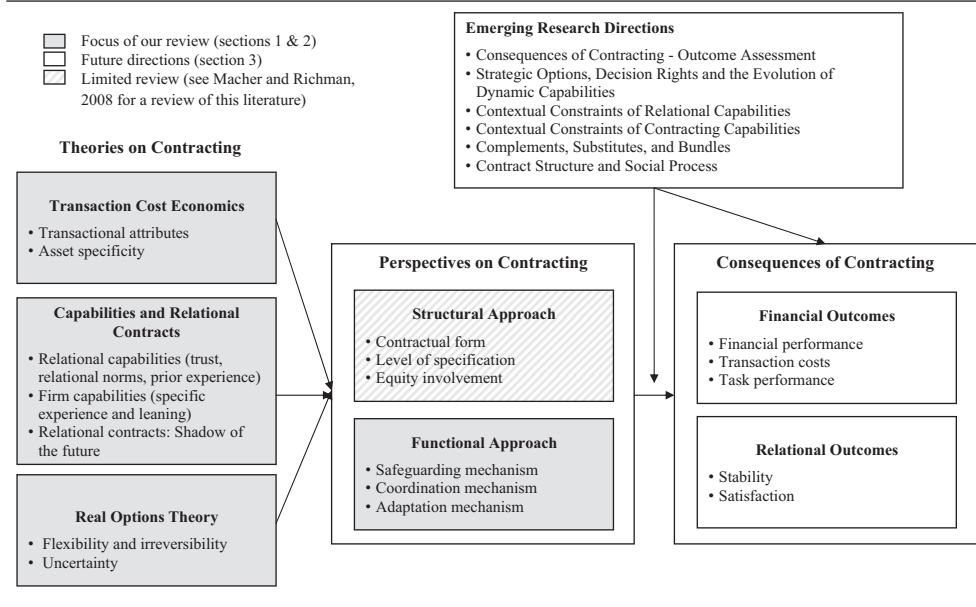 Focus of our review (sections 1 & 2)
Future directions (section 3)
Limited review (see Macher and Richman,
2008 for a review of this literature)
Emerging Research Directions
• Consequences of Contracting - Outcome Assessment
• Strategic Options, Decision Rights and the Evolution of
Dynamic Capabilities
• Contextual Constraints of Relational Capabilities
• Contextual Constraints of Contracting Capabilities
• Complements, Substitutes, and Bundles
• Contract Structure and Social Process
Theories on Contracting
Transaction Cost Economics
• Transactional attributes
• Asset specificity
Capabilities and Relational
Contracts
• Relational capabilities (trust,
relational norms, prior experience)
• Firm capabilities (specific
experience and leaning)
• Relational contracts: Shadow of
the future
Real Options Theory
• Flexibility and irreversibility
• Uncertainty
Perspectives on Contracting
Structural Approach
• Contractual form
• Level of specification
• Equity involvement
Functional Approach
• Safeguarding mechanism
• Coordination mechanism
• Adaptation mechanism
Consequences of Contracting
Financial Outcomes
• Financial performance
• Transaction costs
• Task performance
Relational Outcomes
• Stability
• Satisfaction